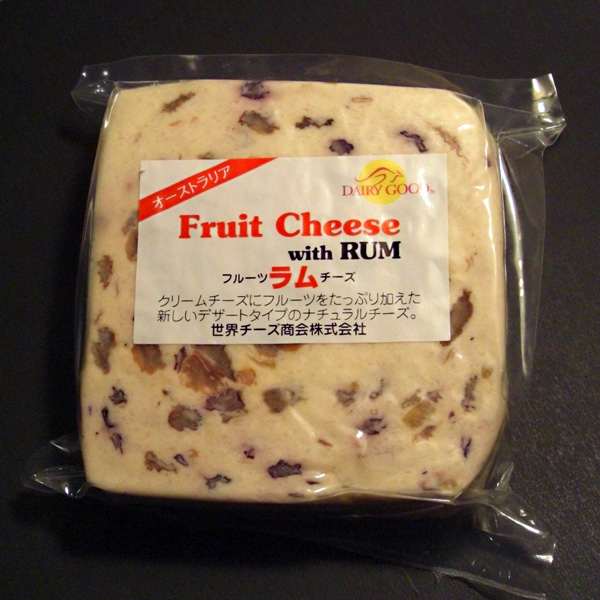 オーストラリア
DAIRY GOOD
Fruit Cheese
with RUM
フルーツラムチーズ
クリームチーズにフルーツをたっぷり加えた
新しいデザートタイプのナチュラルチーズ。
世界チーズ商会株式会社